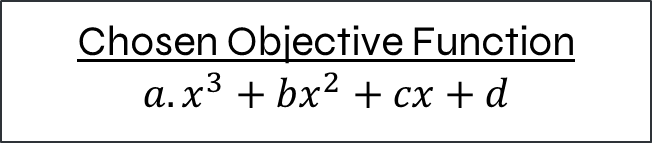 Chosen Objective Function
a.x³ + bx² + cx + d